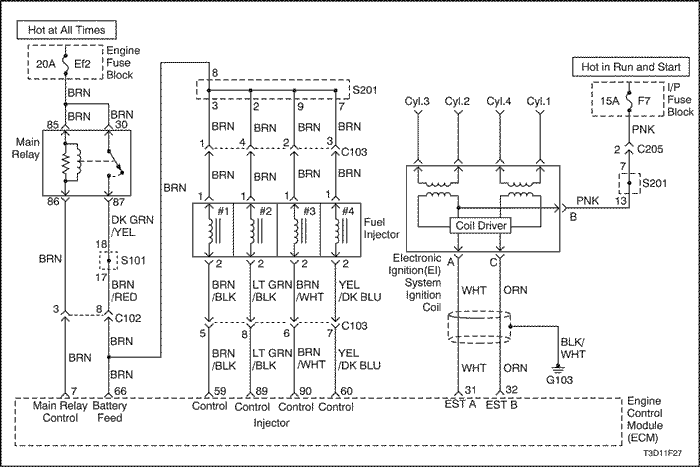 Hot at All Times
Hot in Run and Start
20A Ef2
Engine
Fuse
Block
15A F7
I/P
Fuse
Block
8
S201
BRN
BRN BRN
3 2 9 7
Cyl.3 Cyl.2 Cyl.4 Cyl.1
PNK
85 30
BRN BRN BRN BRN
Main
Relay
1 4 2 3
C103
2 C205
7
S201
13
BRN
BRN BRN BRN BRN
86 87
1 1 1 1
PNK
B
DK GRN
/YEL
#1 #2 #3 #4
Fuel
Injector
Coil Driver
18
S101
17
BRN
2 2 2 2
Electronic
Ignition(EI)
System
Ignition
Coil
A C
BRN
/RED
BRN
/BLK
LT GRN
/BLK
BRN
/WHT
YEL
/DK BLU
WHT ORN
3 8
C102
5 8 6 7
C103
BRN BRN
BRN
/BLK
LT GRN
/BLK
BRN
/WHT
YEL
/DK BLU
BLK/
WHT
G103
BRN
WHT ORN
7 66
59 89 90 60
31 32
Main Relay
Control
Battery
Feed
Control Control Control Control
Injector
EST A EST B
Engine
Control
Module
(ECM)
T3D11F27